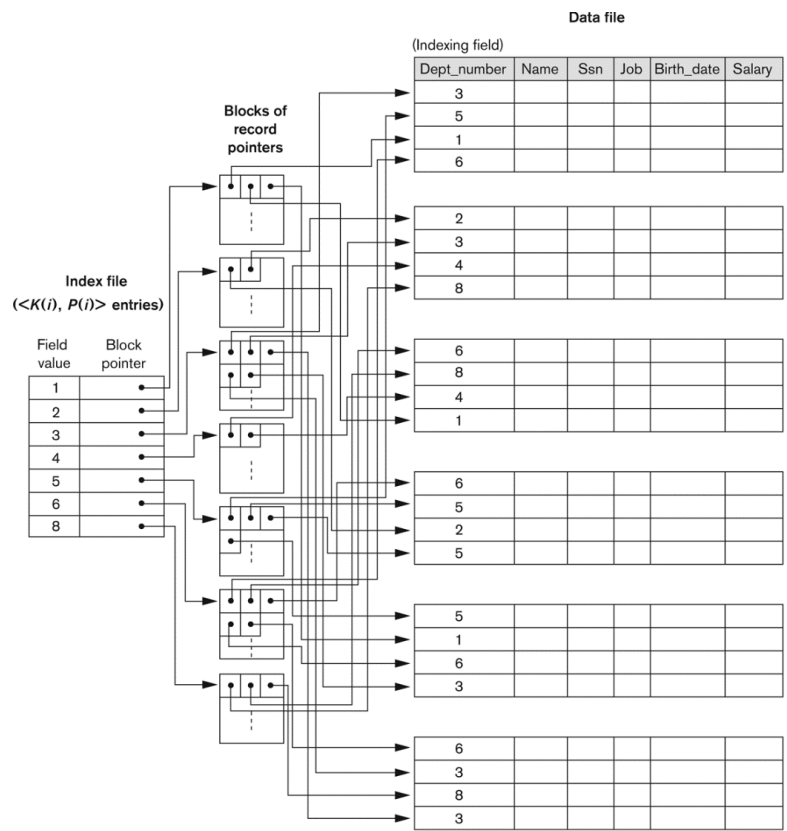 Data file
(Indexing field)
Dept_number Name Ssn Job Birth_date Salary
3
5
1
6
Blocks of
record
pointers
2
3
4
8
Index file
(<K(i), P(i)> entries)
Field
value
Block
pointer
1
2
3
4
5
6
8
6
8
4
1
6
5
2
5
5
1
6
3
6
3
8
3